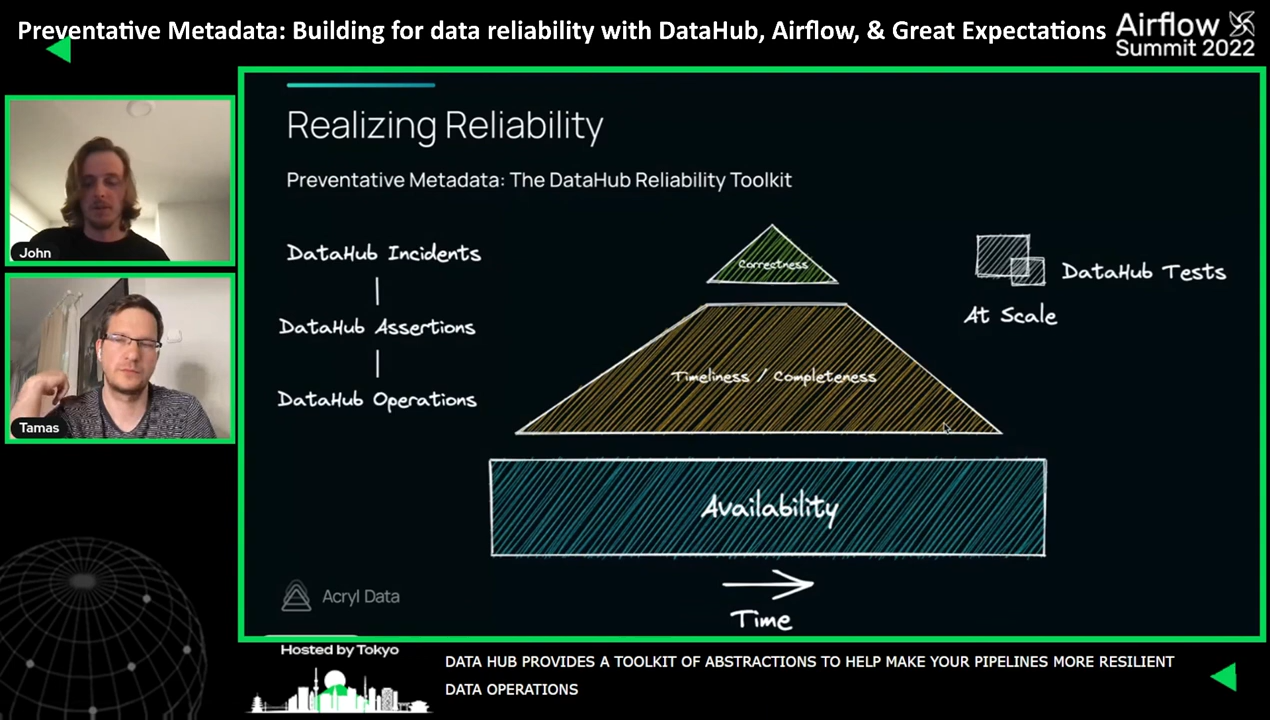 Preventative Metadata: Building for data reliability with DataHub, Airflow, & Great Expectations
Airflow
Summit 2022
John
Tamas
Realizing Reliability
Preventative Metadata: The DataHub Reliability Toolkit
DataHub Incidents
DataHub Assertions
DataHub Operations
Correctness
Timeliness / Completeness
Availability
Time
DataHub Tests
At Scale
Acryl Data
Hosted by Tokyo
DATA HUB PROVIDES A TOOLKIT OF ABSTRACTIONS TO HELP MAKE YOUR PIPELINES MORE RESILIENT
DATA OPERATIONS